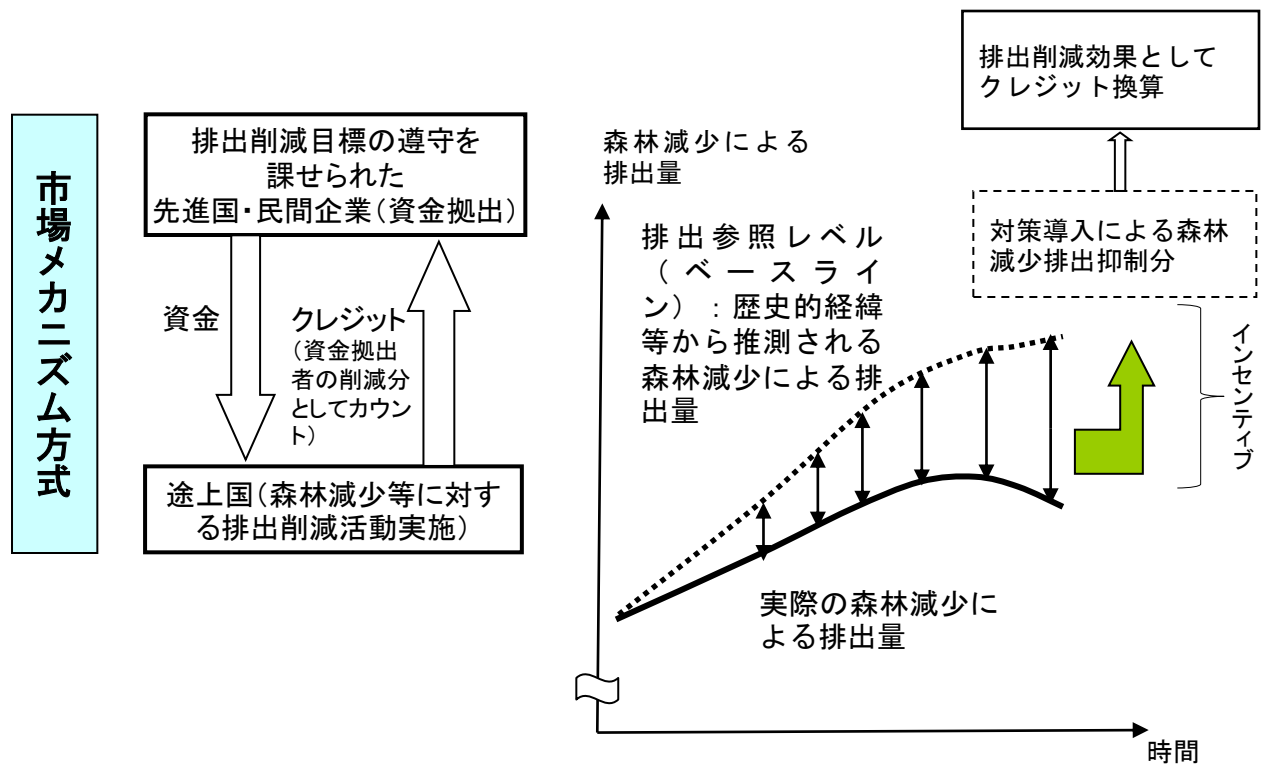 市場メカニズム方式
排出削減目標の遵守を
課せられた
先進国・民間企業（資金拠出）
資金
クレジット
（資金拠出
者の削減分
としてカウン
ト）
途上国（森林減少等に対す
る排出削減活動実施）
森林減少による
排出量
排出参照レベル
（ベースライ
ン）：歴史的経緯
等から推測される
森林減少による排
出量
実際の森林減少に
よる排出量
時間
排出削減効果として
クレジット換算
対策導入による森林
減少排出抑制分
インセンティブ